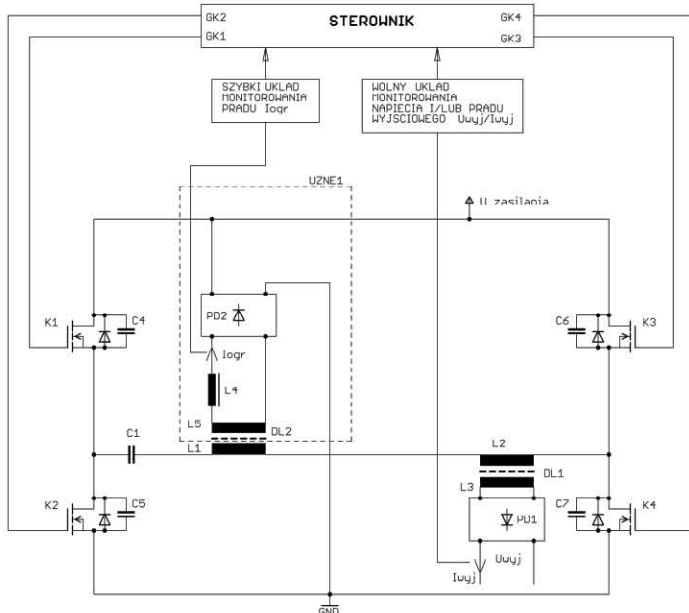 GK2
GK1
STEROWNIK
GK4
GK3
SZYBKI UKLAD
MONITOROWANIA
PRADU Iogr
WOLNY UKLAD
MONITOROWANIA
NAPIECIA I/LUB PRADU
WYJSCIOWEGO Uwyj/Iwyj
UZNE1
U zasilania
K1
C4
PD2
C6
K3
Iogr
L4
L5
DL2
C1
L1
L2
DL1
L3
K2
C5
C7
K4
PW1
Uwyj
Iwyj
GND